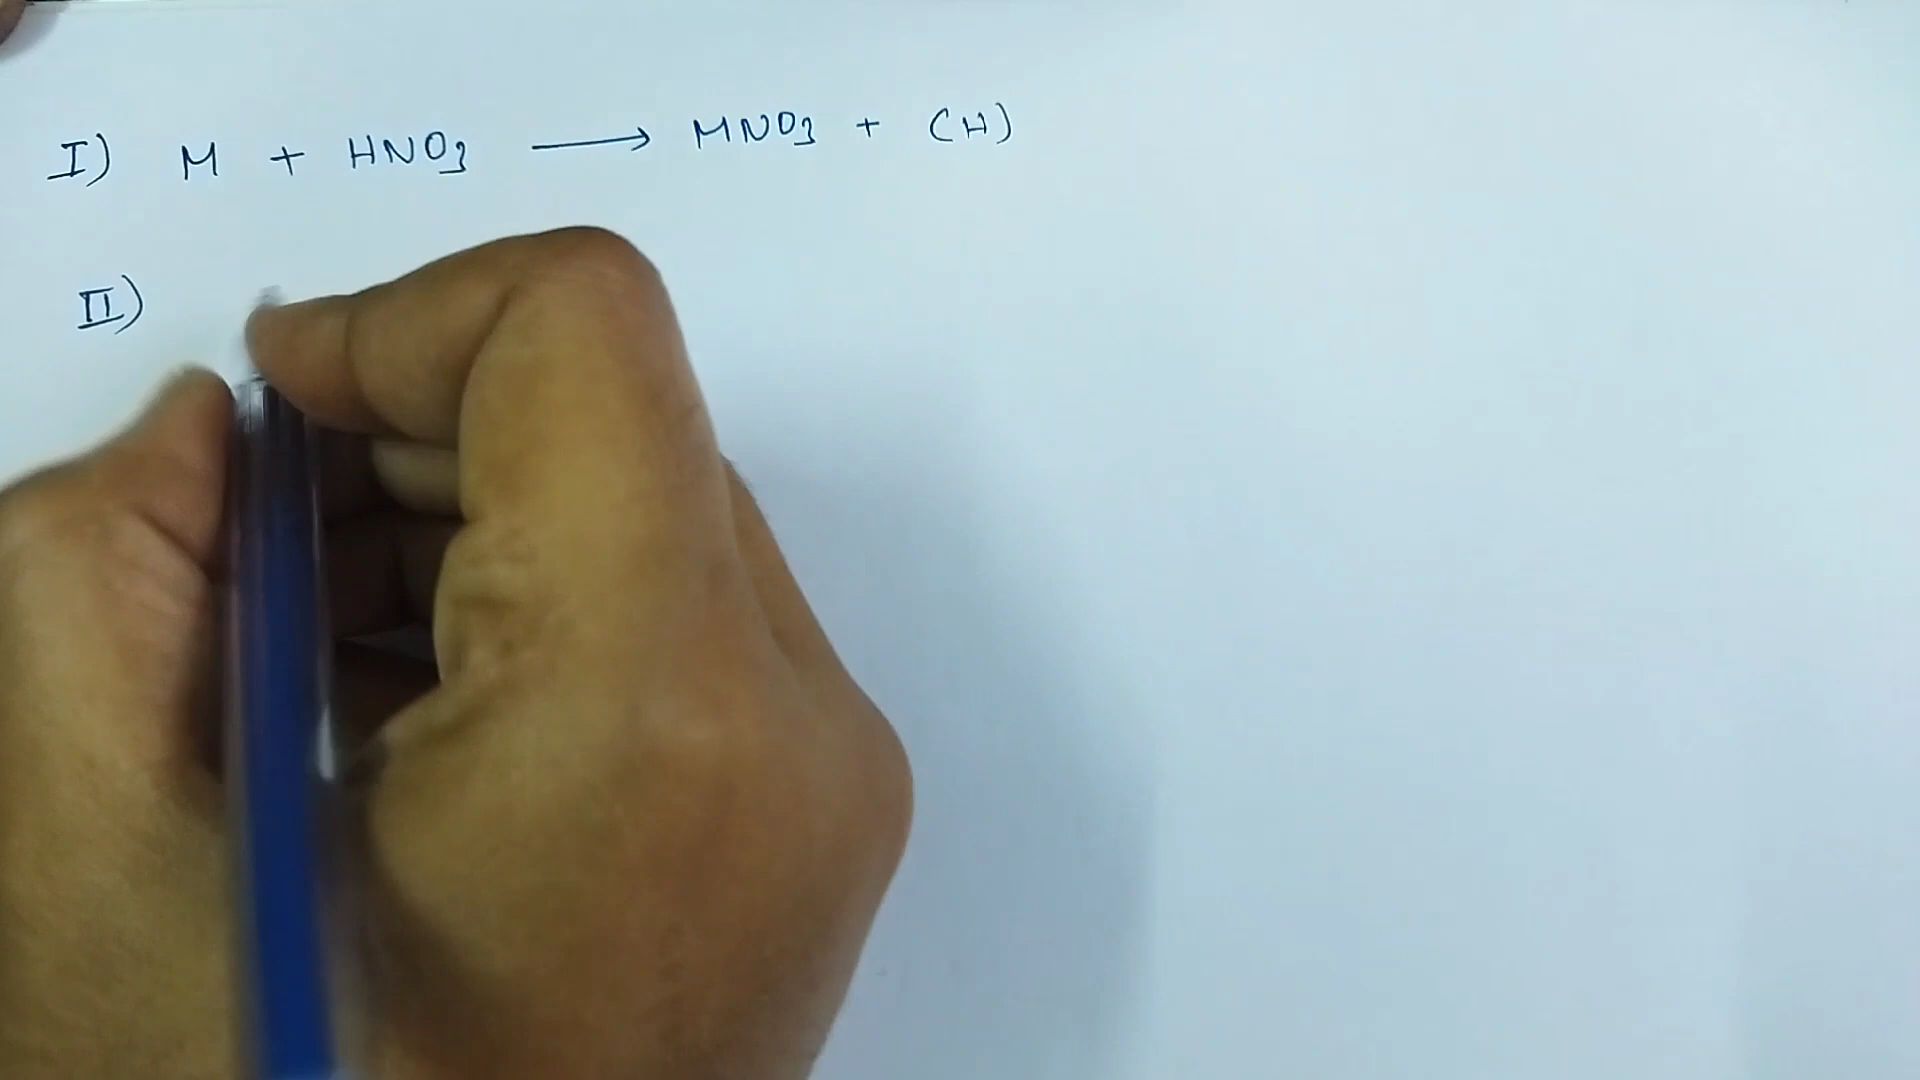 I) M + HNO3 ⟶ MNO3 + (H)
II)